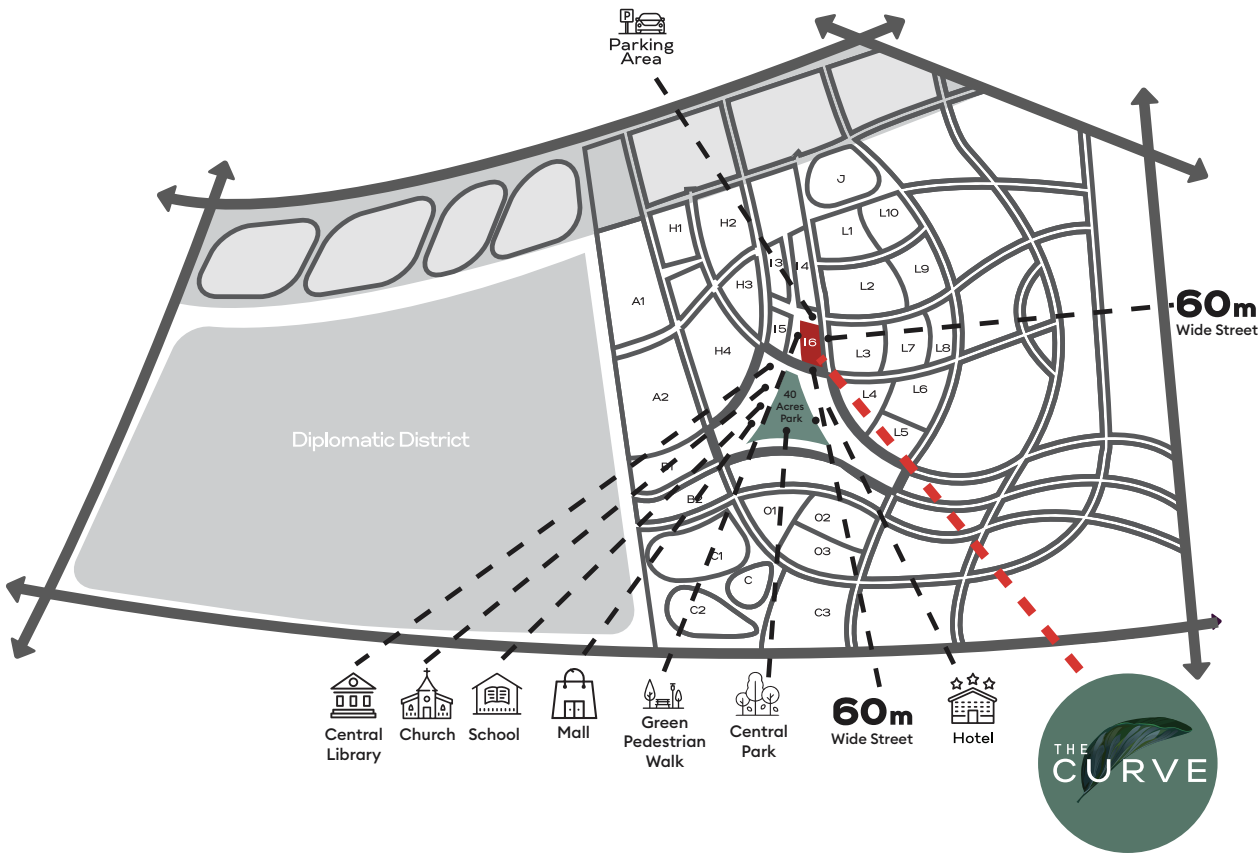 P
Parking
Area
J
L10
H1
H2
L1
I3
I4
L9
H3
L2
A1
60m
Wide Street
I5
I6
H4
L3
L7
L8
A2
40
Acres
Park
L4
L6
L5
Diplomatic District
B1
B2
O1
O2
O3
C1
C
C2
C3
Central
Library
Church
School
Mall
Green
Pedestrian
Walk
Central
Park
60m
Wide Street
Hotel
THE
CURVE